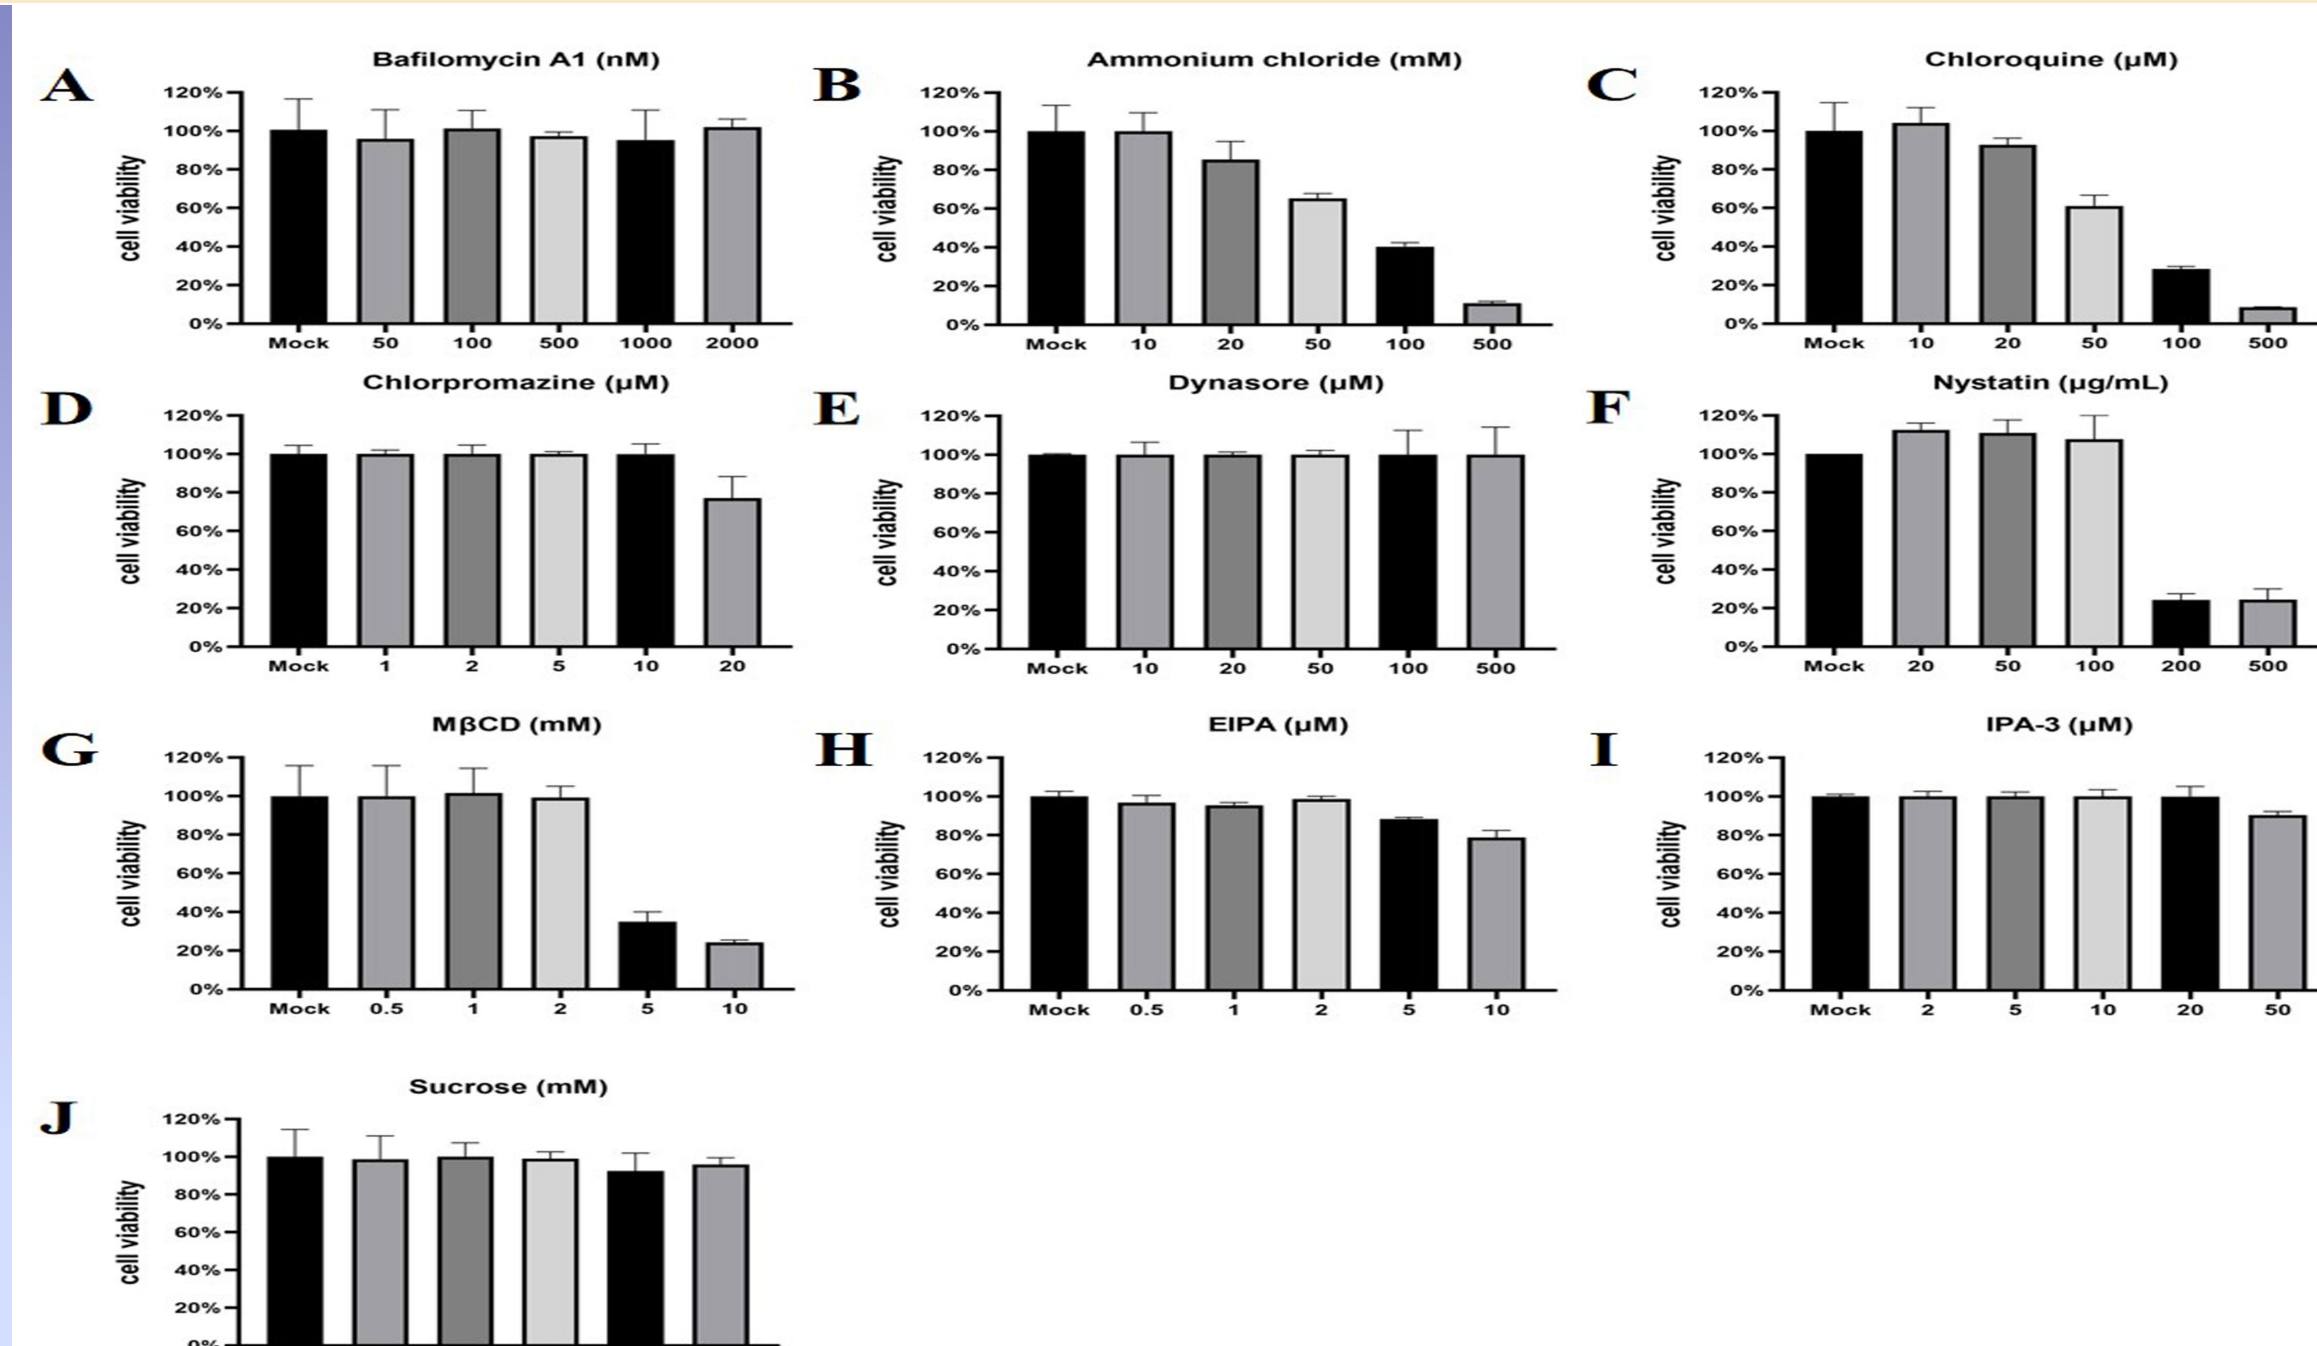 A
Bafilomycin A1 (nM)
cell viability
120%
100%
80%
60%
40%
20%
0%
Mock 50 100 500 1000 2000
B
Ammonium chloride (mM)
cell viability
120%
100%
80%
60%
40%
20%
0%
Mock 10 20 50 100 500
C
Chloroquine (μM)
cell viability
120%
100%
80%
60%
40%
20%
0%
Mock 10 20 50 100 500
D
Chlorpromazine (μM)
cell viability
120%
100%
80%
60%
40%
20%
0%
Mock 1 2 5 10 20
E
Dynasore (μM)
cell viability
120%
100%
80%
60%
40%
20%
0%
Mock 10 20 50 100 500
F
Nystatin (μg/mL)
cell viability
120%
100%
80%
60%
40%
20%
0%
Mock 20 50 100 200 500
G
MβCD (mM)
cell viability
120%
100%
80%
60%
40%
20%
0%
Mock 0.5 1 2 5 10
H
EIPA (μM)
cell viability
120%
100%
80%
60%
40%
20%
0%
Mock 0.5 1 2 5 10
I
IPA-3 (μM)
cell viability
120%
100%
80%
60%
40%
20%
0%
Mock 2 5 10 20 50
J
Sucrose (mM)
cell viability
120%
100%
80%
60%
40%
20%
0%